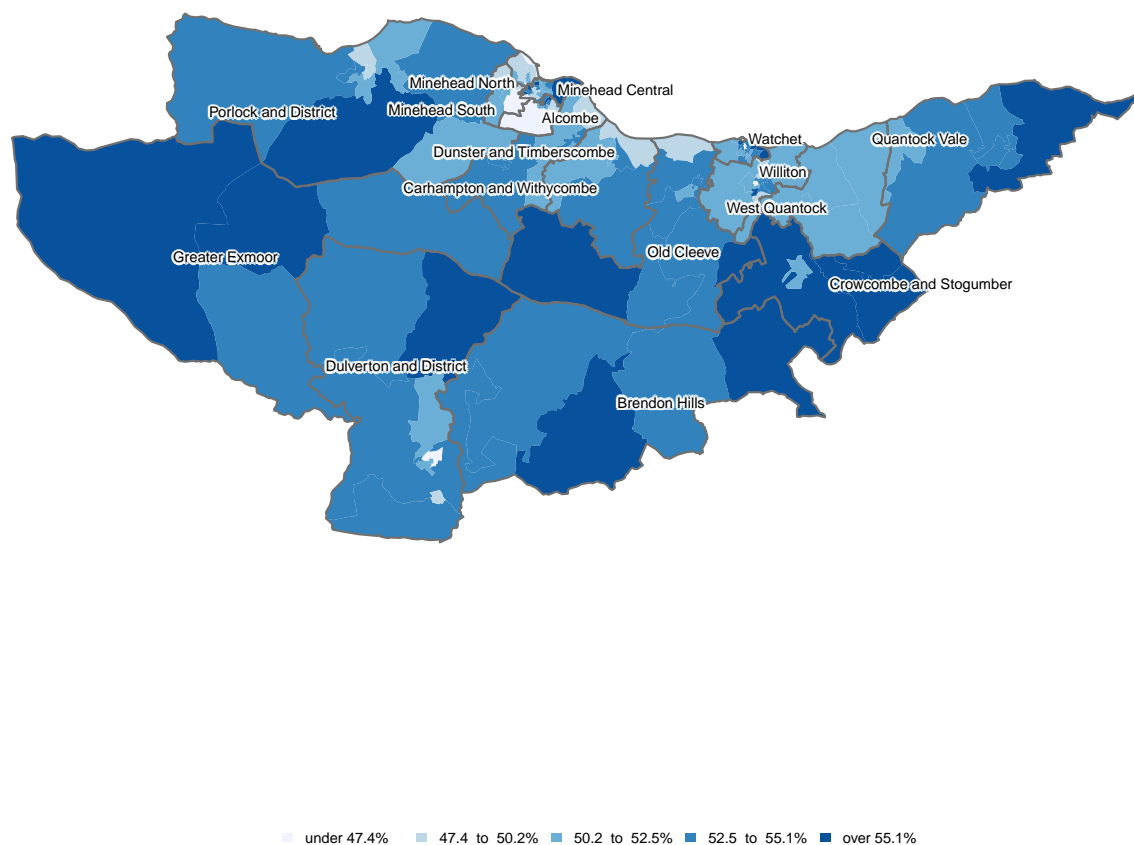 Minehead North
Minehead Central
Porlock and District
Minehead South
Alcombe
Watchet
Quantock Vale
Dunster and Timberscombe
Williton
Carhampton and Withycombe
West Quantock
Greater Exmoor
Old Cleeve
Crowcombe and Stogumber
Dulverton and District
Brendon Hills
under 47.4% 47.4 to 50.2% 50.2 to 52.5% 52.5 to 55.1% over 55.1%